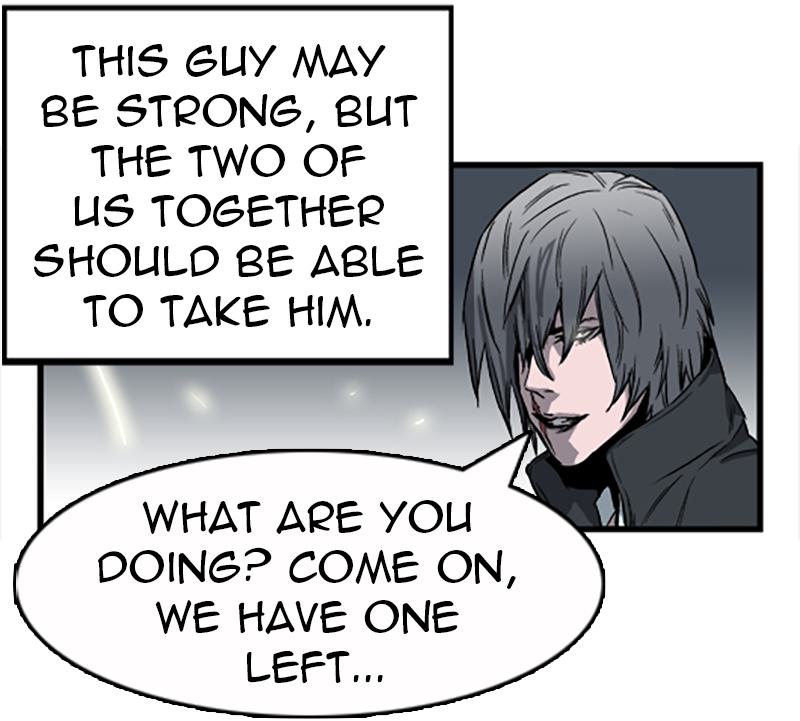 THIS GUY MAY
BE STRONG, BUT
THE TWO OF
US TOGETHER
SHOULD BE ABLE
TO TAKE HIM.
WHAT ARE YOU
DOING? COME ON,
WE HAVE ONE
LEFT...